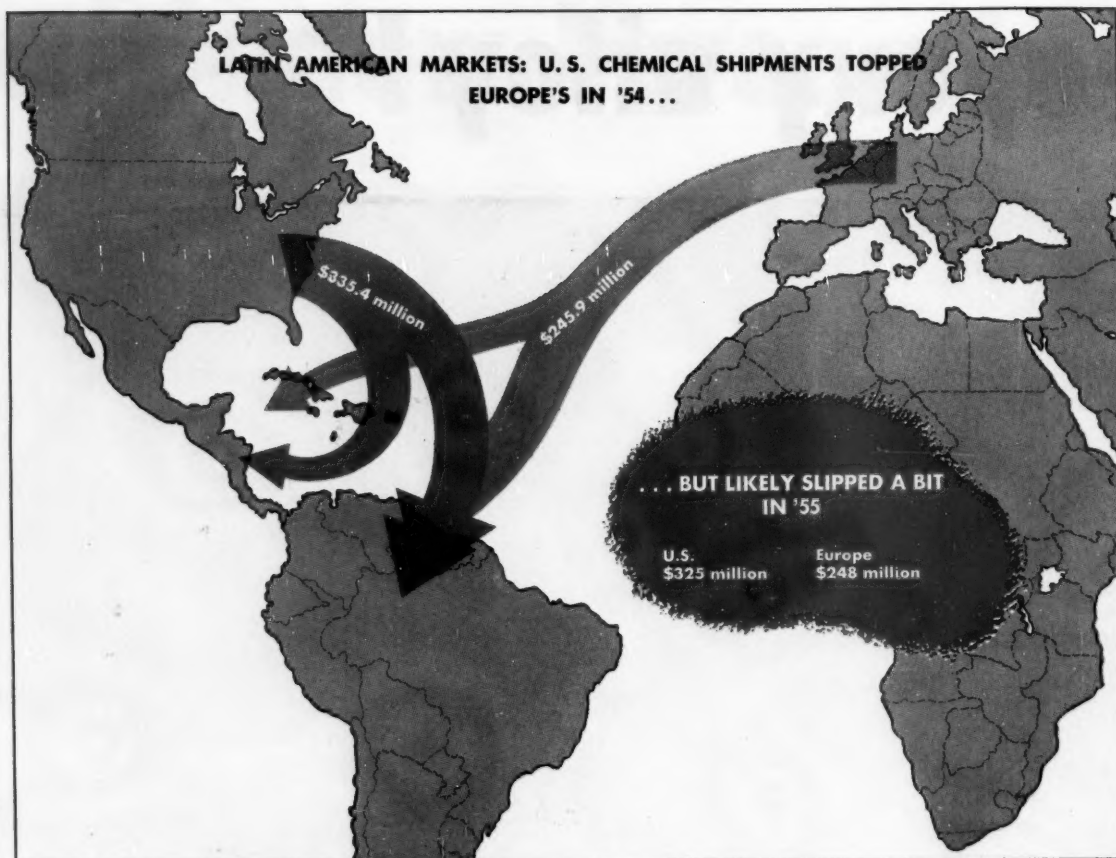 LATIN AMERICAN MARKETS: U. S. CHEMICAL SHIPMENTS TOPPED
EUROPE'S IN '54...
$335.4 million
$245.9 million
. . . BUT LIKELY SLIPPED A BIT
IN '55
U.S. Europe
$325 million $248 million